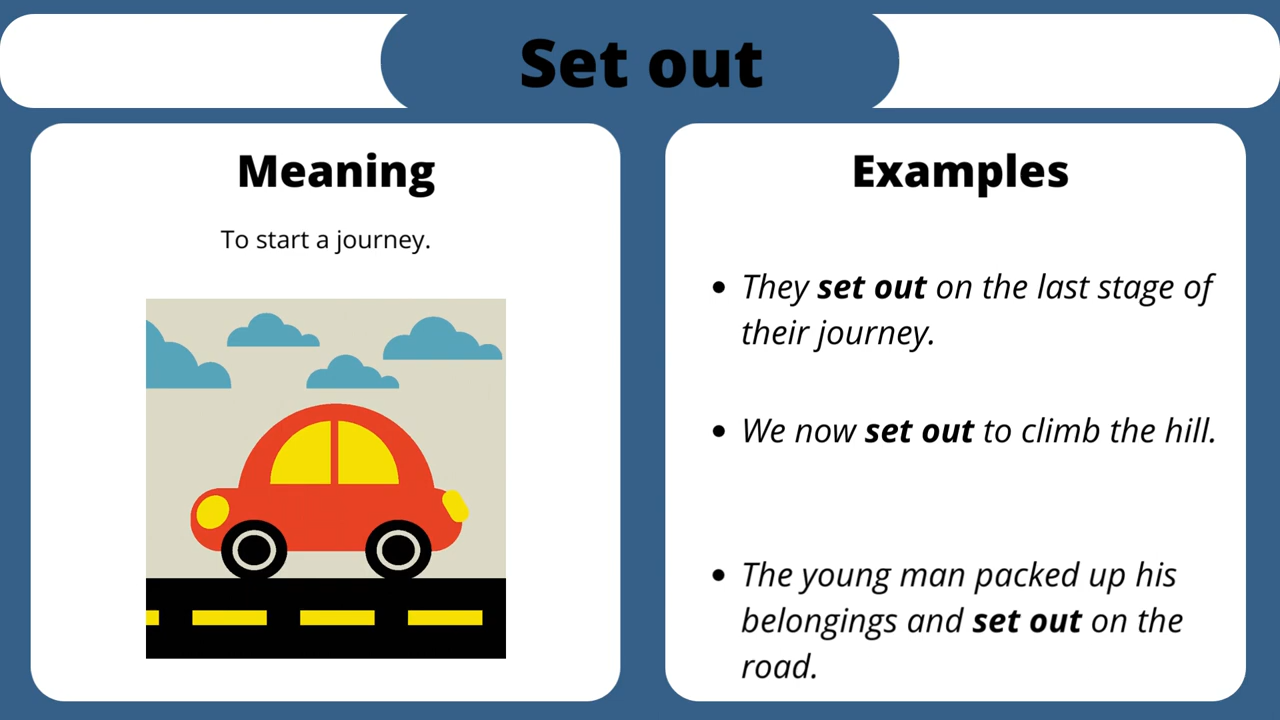 Set out
Meaning
To start a journey.
Examples
• They set out on the last stage of
their journey.
• We now set out to climb the hill.
• The young man packed up his
belongings and set out on the
road.